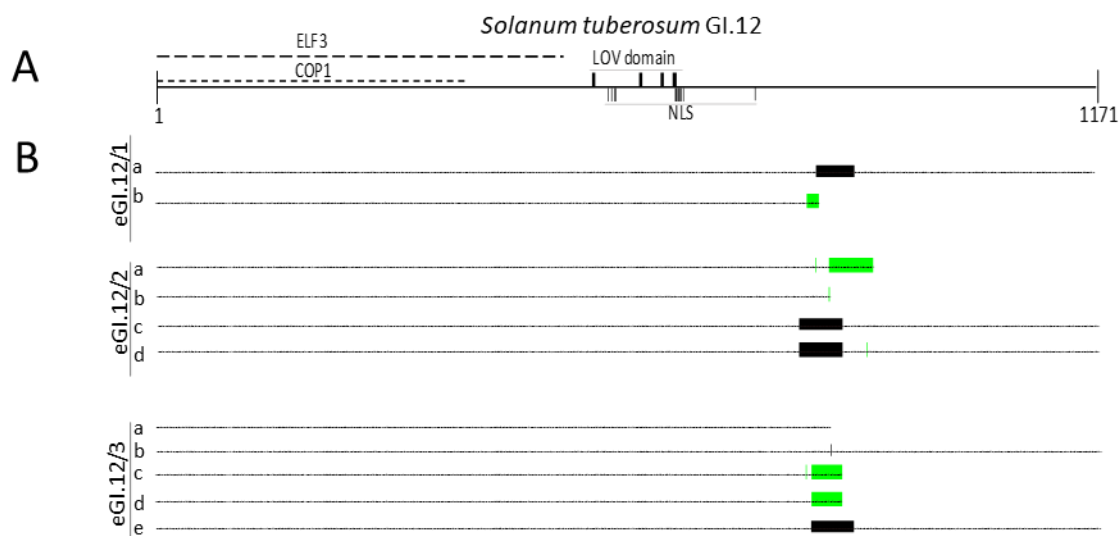 Solanum tuberosum GI.12
A
ELF3
LOV domain
COP1
NLS
1
1171
B
eGI.12/1
a
b
eGI.12/2
a
b
c
d
eGI.12/3
a
b
c
d
e